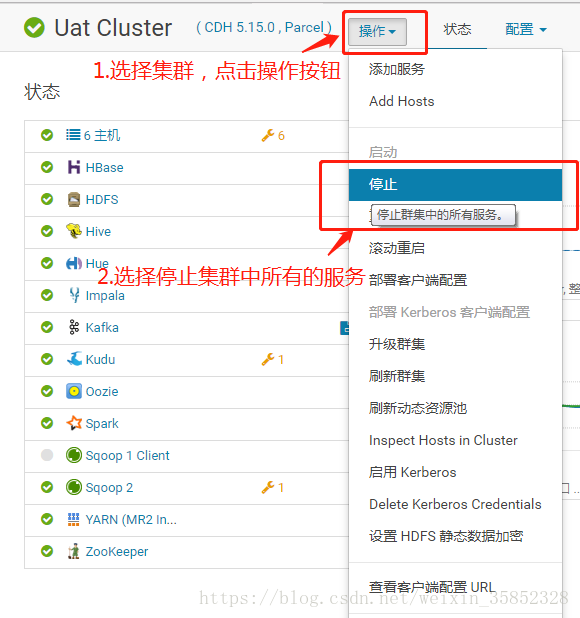 Uat Cluster
( CDH 5.15.0 , Parcel )
操作
状态
配置
1.选择集群，点击操作按钮
状态
6 主机
6
HBase
HDFS
Hive
Hue
Impala
Kafka
Kudu
1
Oozie
Spark
Sqoop 1 Client
Sqoop 2
1
YARN (MR2 In...
ZooKeeper
添加服务
Add Hosts
启动
停止
停止群集中的所有服务。
2.选择停止集群中所有的服务
滚动重启
部署客户端配置
部署 Kerberos 客户端配置
升级群集
刷新群集
刷新动态资源池
Inspect Hosts in Cluster
启用 Kerberos
Delete Kerberos Credentials
设置 HDFS 静态数据加密
查看客户端配置 URL
, 整
https://blog.csdn.net/weixin_35852328